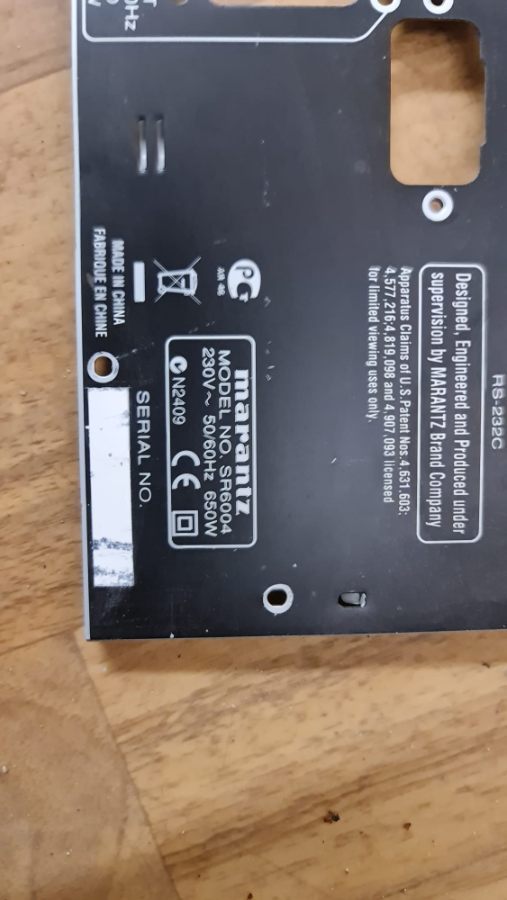 RS-232C
Designed, Engineered and Produced under
supervision by MARANTZ Brand Company
Apparatus Claims of U.S. Patent Nos. 4,631,603;
4,577,216;4,819,098 and 4,907,093 licensed
for limited viewing uses only.
marantz
MODEL NO. SR6004
230V~ 50/60Hz 650W
N2409
CE
SERIAL NO.
MADE IN CHINA
FABRIQUE EN CHINE